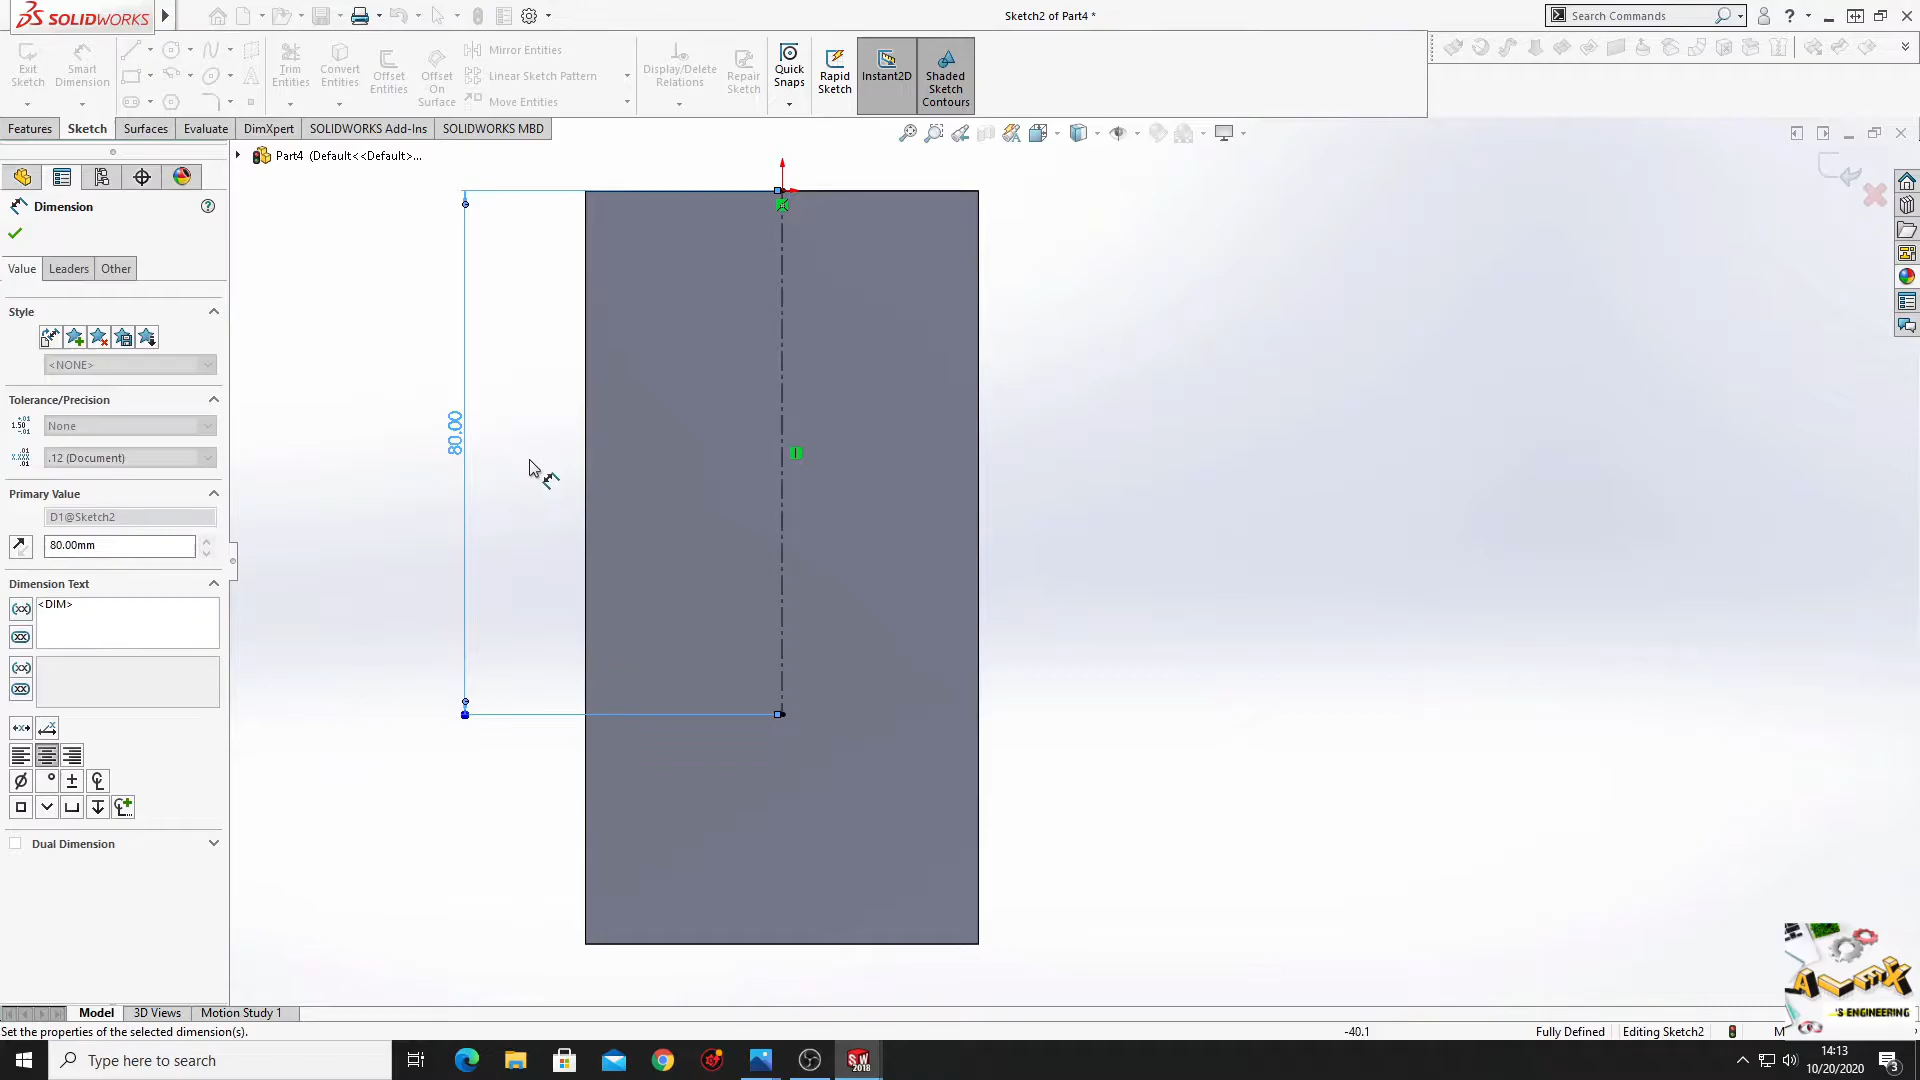 SOLIDWORKS
Sketch2 of Part4 *
Search Commands
Exit Sketch
Smart Dimension
Trim Entities
Convert Entities
Offset Entities
Offset On Surface
Mirror Entities
Linear Sketch Pattern
Move Entities
Display/Delete Relations
Repair Sketch
Quick Snaps
Rapid Sketch
Instant2D
Shaded Sketch Contours
Features
Sketch
Surfaces
Evaluate
DimXpert
SOLIDWORKS Add-Ins
SOLIDWORKS MBD
Part4 (Default<<Default>...
Dimension
Value
Leaders
Other
Style
<NONE>
Tolerance/Precision
None
.12 (Document)
Primary Value
D1@Sketch2
80.00mm
Dimension Text
<DIM>
Dual Dimension
80.00
Model
3D Views
Motion Study 1
Set the properties of the selected dimension(s).
-40.1
Fully Defined
Editing Sketch2
M
ALEX
'S ENGINEERING
Type here to search
SW
2018
14:13
10/20/2020
3